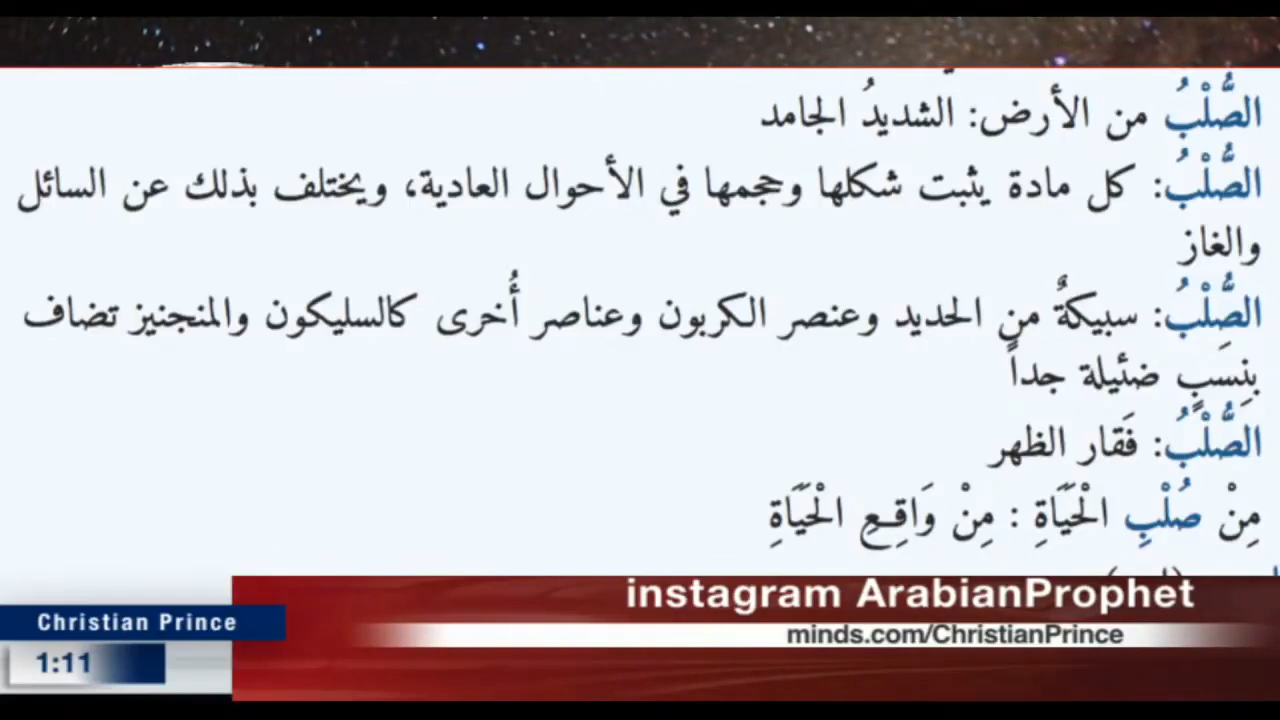 الصُّلْبُ من الأرض: الشديدُ الجامد
الصُّلْبُ: كل مادة يثبت شكلها وحجمها في الأحوال العادية، ويختلف بذلك عن السائل
والغاز
الصُّلْبُ: سبيكةٌ من الحديد وعنصر الكربون وعناصر أُخرى كالسليكون والمنجنيز تضاف
بِنِسَبٍ ضئيلة جداً
الصُّلْبُ: فَقار الظهر
مِنْ صُلْبِ الْحَيَاةِ : مِنْ وَاقِعِ الْحَيَاةِ
instagram ArabianProphet
minds.com/ChristianPrince
Christian Prince
1:11